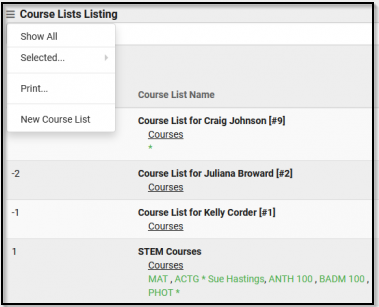 ☰ Course Lists Listing
Show All
Selected... ›
Print...
New Course List
Course List Name
Course List for Craig Johnson [#9]
Courses
*
-2 Course List for Juliana Broward [#2]
Courses
-1 Course List for Kelly Corder [#1]
Courses
1 STEM Courses
Courses
MAT , ACTG * Sue Hastings, ANTH 100 , BADM 100 ,
PHOT *